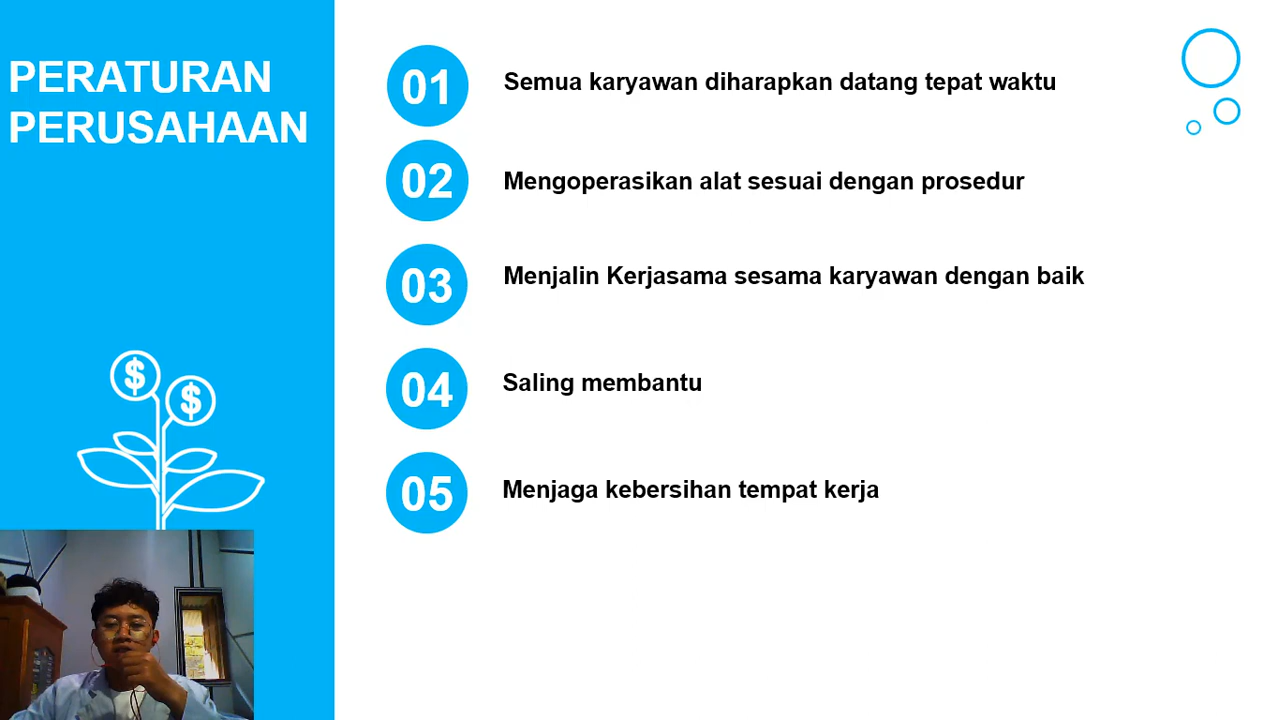 PERATURAN
PERUSAHAAN
01
Semua karyawan diharapkan datang tepat waktu
02
Mengoperasikan alat sesuai dengan prosedur
03
Menjalin Kerjasama sesama karyawan dengan baik
04
Saling membantu
05
Menjaga kebersihan tempat kerja
$
$